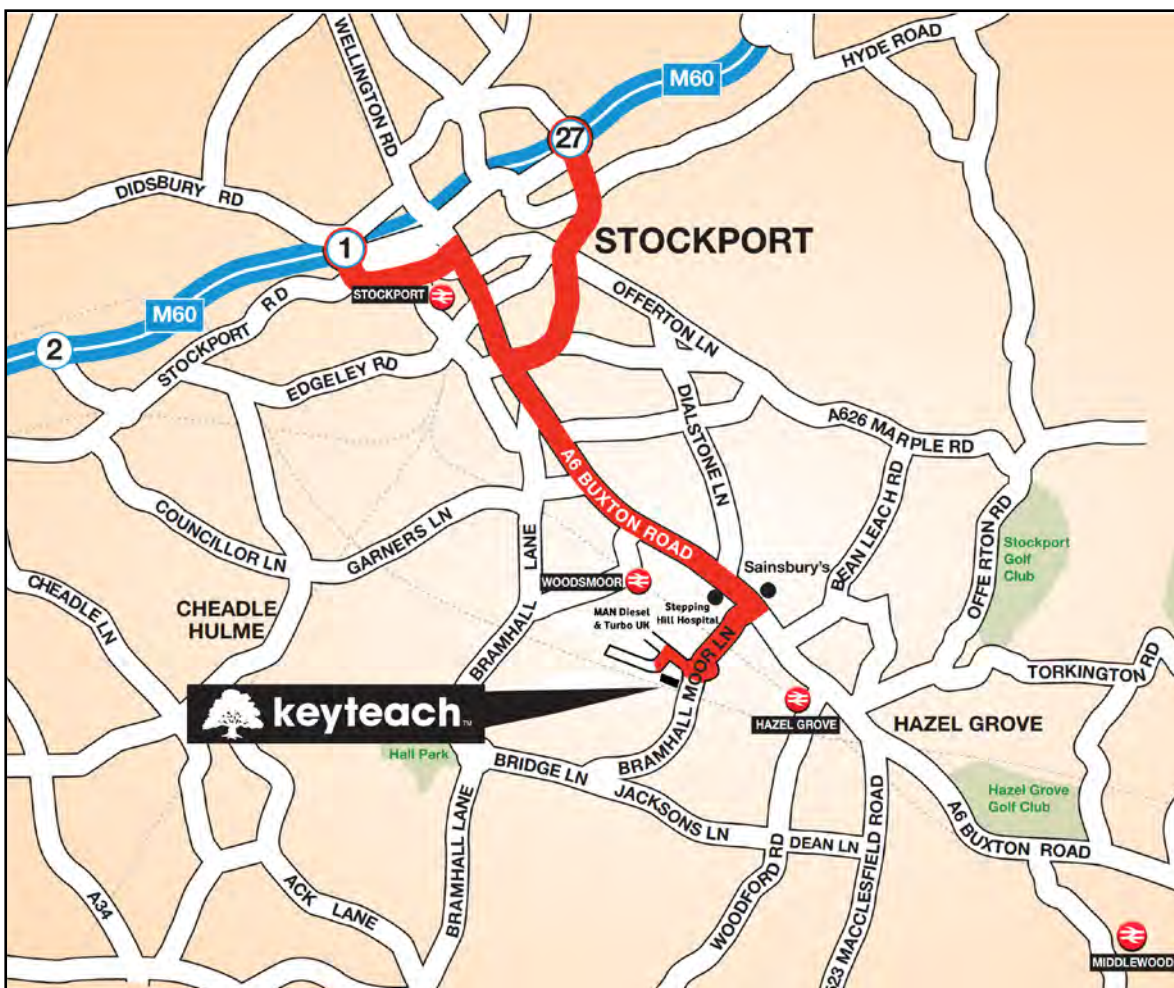 WELLINGTON RD
HYDE ROAD
M60
27
DIDSBURY RD
1
STOCKPORT
STOCKPORT
M60
STOCKPORT RD
2
OFFERTON LN
EDGELEY RD
DIALSTONE LN
A626 MARPLE RD
A6 BUXTON ROAD
BEAN LEACH RD
COUNCILLOR LN
GARNERS LN
OFFERTON RD
Stockport
Golf
Club
BRAMHALL LANE
WOODSMOOR
Sainsbury's
CHEADLE LN
CHEADLE
HULME
MAN Diesel
& Turbo UK
Stepping
Hill Hospital
BRAMHALL MOOR LN
TORKINGTON RD
keyteach™
HAZEL GROVE
HAZEL GROVE
Hall Park
BRIDGE LN
JACKSONS LN
Hazel Grove
Golf Club
DEAN LN
A6 BUXTON ROAD
BRAMHALL LANE
WOODFORD RD
23 MACCLESFIELD ROAD
A34
ACK LANE
MIDDLEWOOD